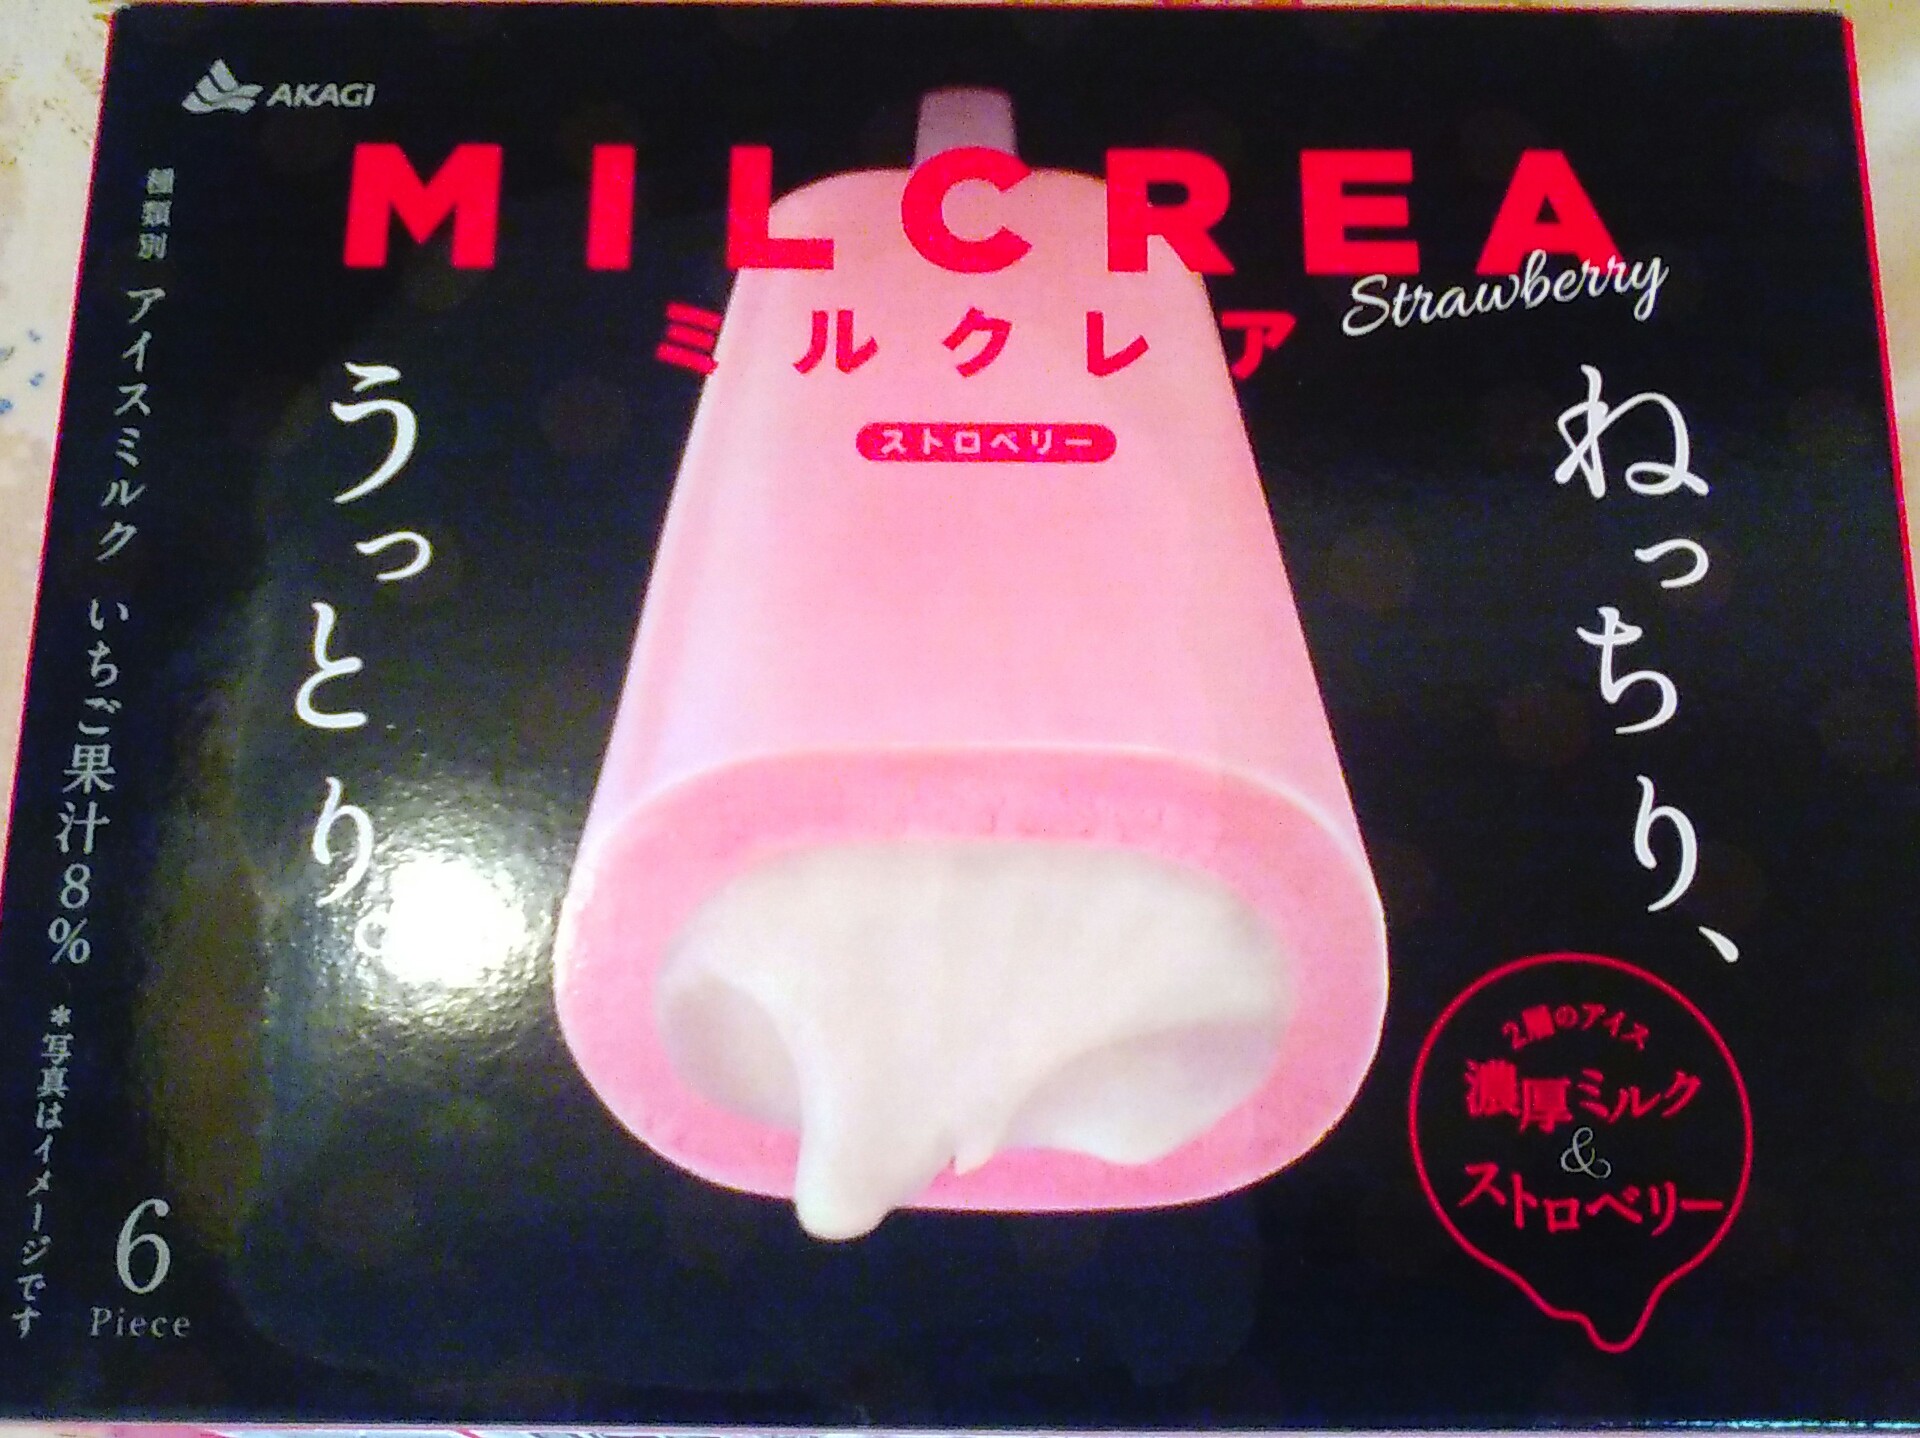 AKAGI
MILCREA
Strawberry
ミルクレア
ストロベリー
ねっちり、
うっとり。
種類別 アイスミルク いちご果汁8% *写真はイメージです
2層のアイス
濃厚ミルク
&
ストロベリー
6
Piece